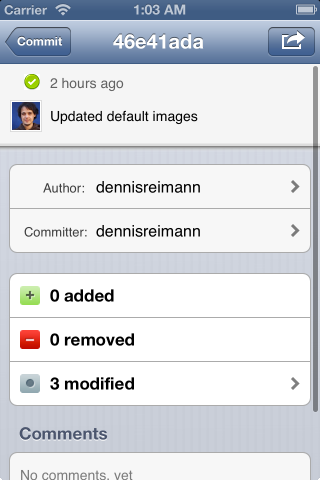 Carrier 1:03 AM
Commit 46e41ada
2 hours ago
Updated default images
Author: dennisreimann
Committer: dennisreimann
0 added
0 removed
3 modified
Comments
No comments, yet